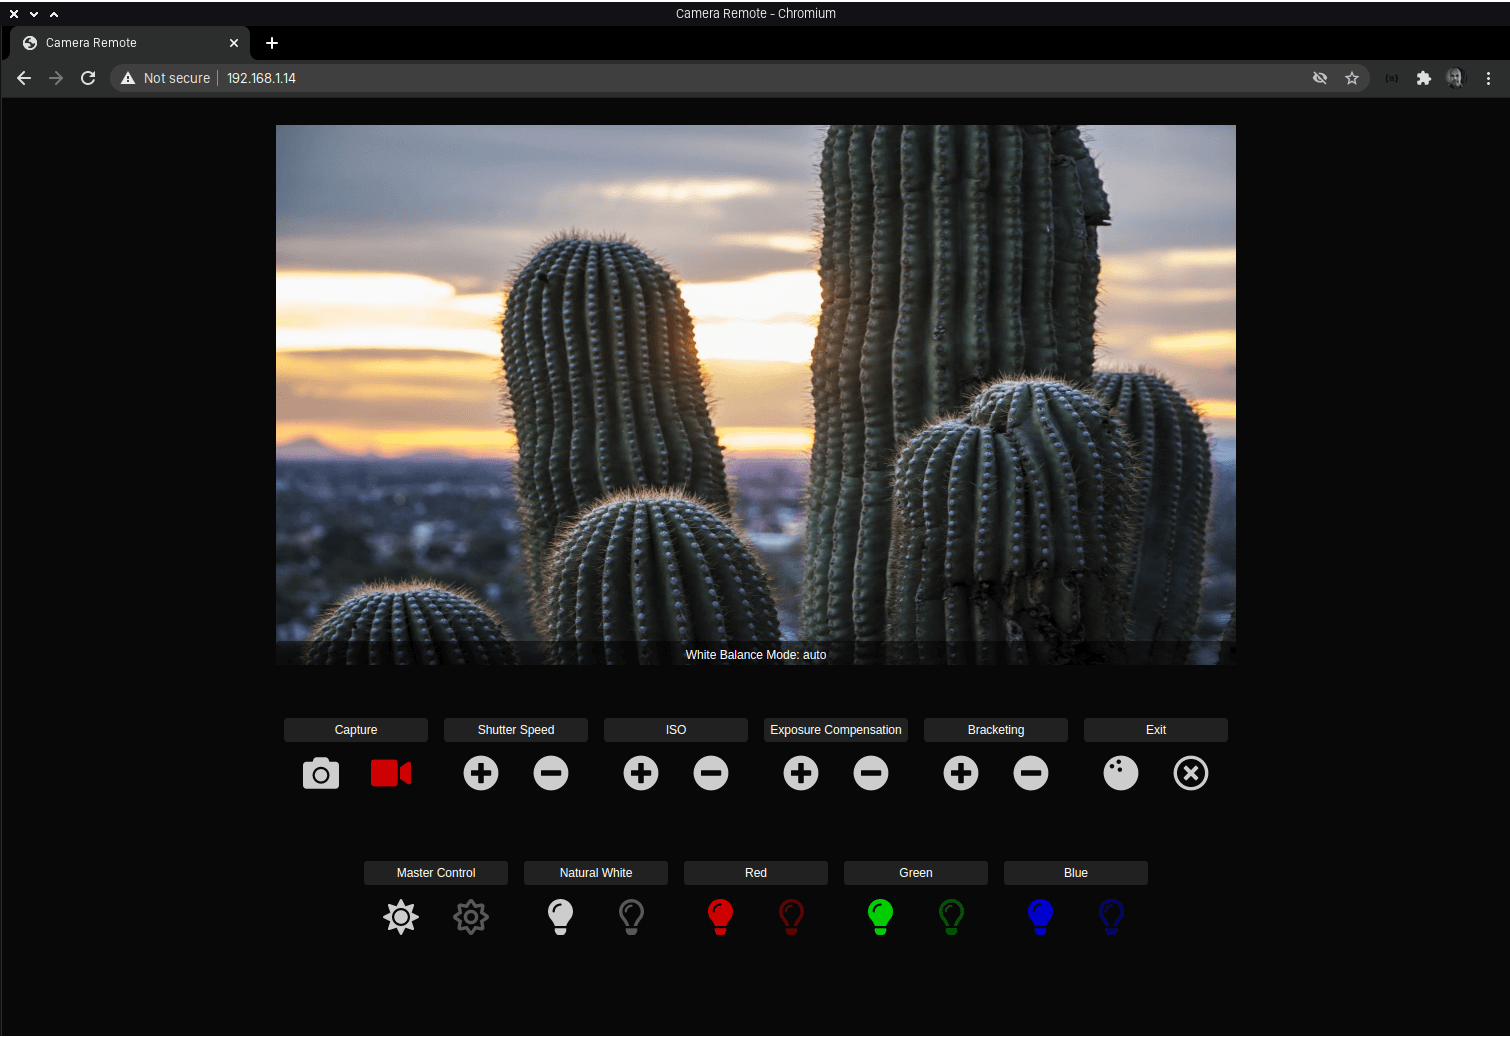 Camera Remote - Chromium
Camera Remote
Not secure
192.168.1.14
White Balance Mode: auto
Capture
Shutter Speed
ISO
Exposure Compensation
Bracketing
Exit
Master Control
Natural White
Red
Green
Blue